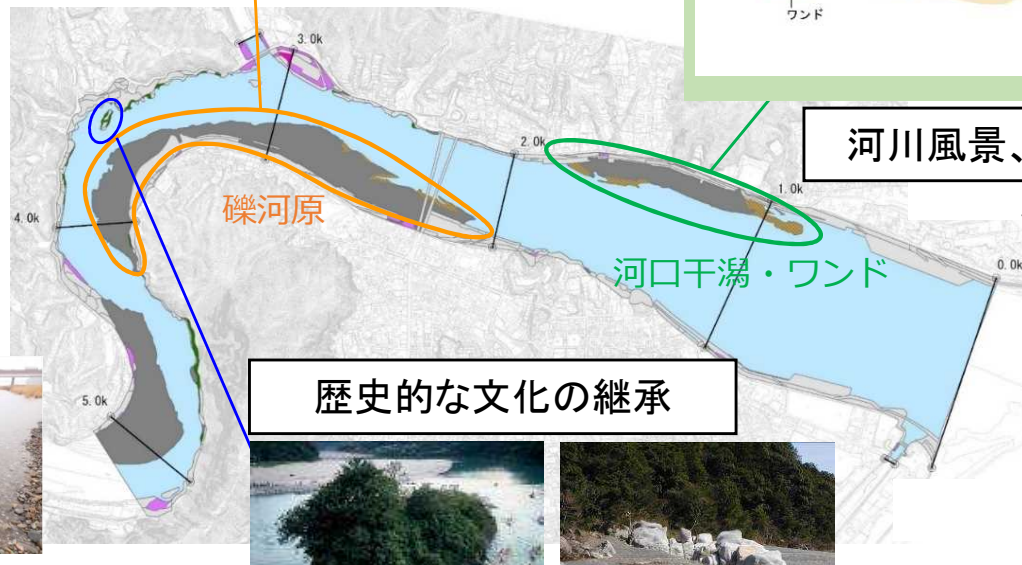 ワンド
3.0k
2.0k
河川風景、
1.0k
礫河原
4.0k
河口干潟・ワンド
0.0k
歴史的な文化の継承
5.0k